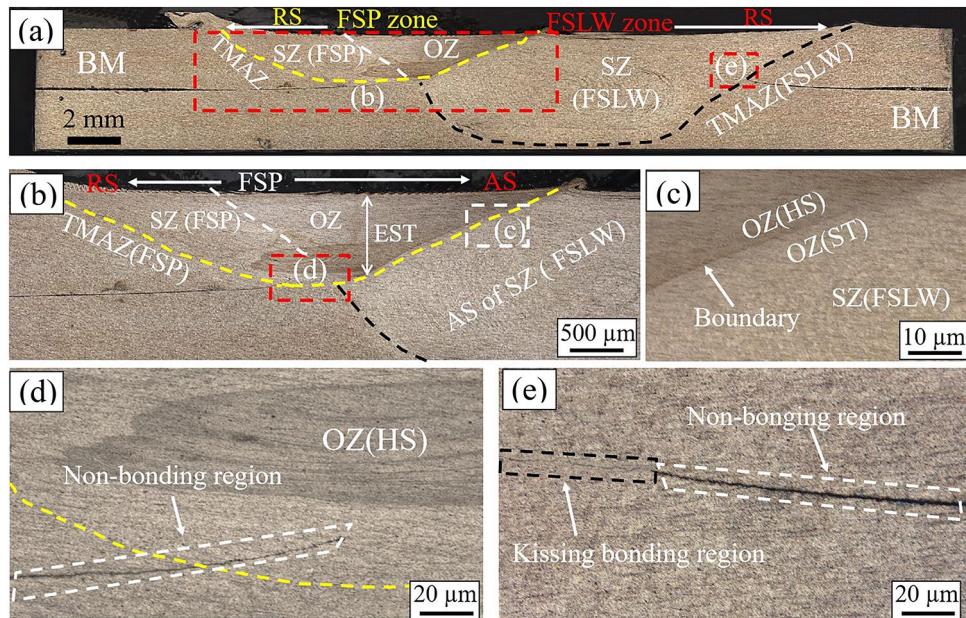 (a)
RS
FSP zone
FSLW zone
RS
BM
TMAZ
SZ (FSP)
OZ
(b)
SZ
(FSLW)
(e)
TMAZ(FSLW)
BM
2 mm
(b)
RS
FSP
AS
TMAZ(FSP)
SZ (FSP)
OZ
EST
(c)
(d)
AS of SZ ( FSLW)
500 µm
(c)
OZ(HS)
OZ(ST)
SZ(FSLW)
Boundary
10 µm
(d)
OZ(HS)
Non-bonding region
20 µm
(e)
Non-bonging region
Kissing bonding region
20 µm